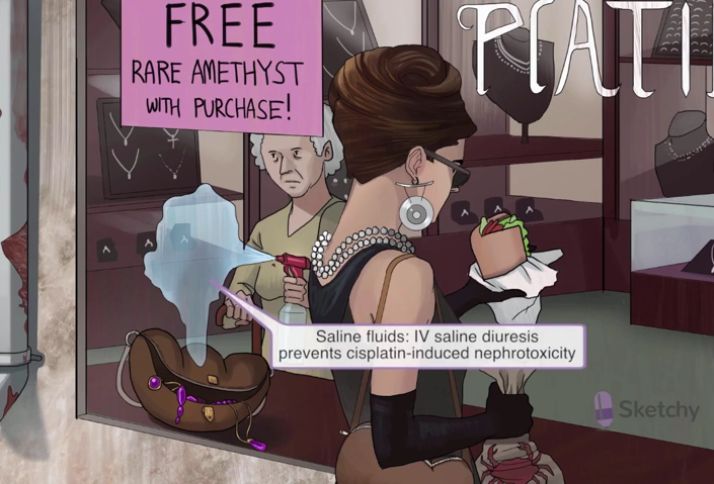 FREE
RARE AMETHYST
WITH PURCHASE!
Saline fluids: IV saline diuresis
prevents cisplatin-induced nephrotoxicity
Sketchy